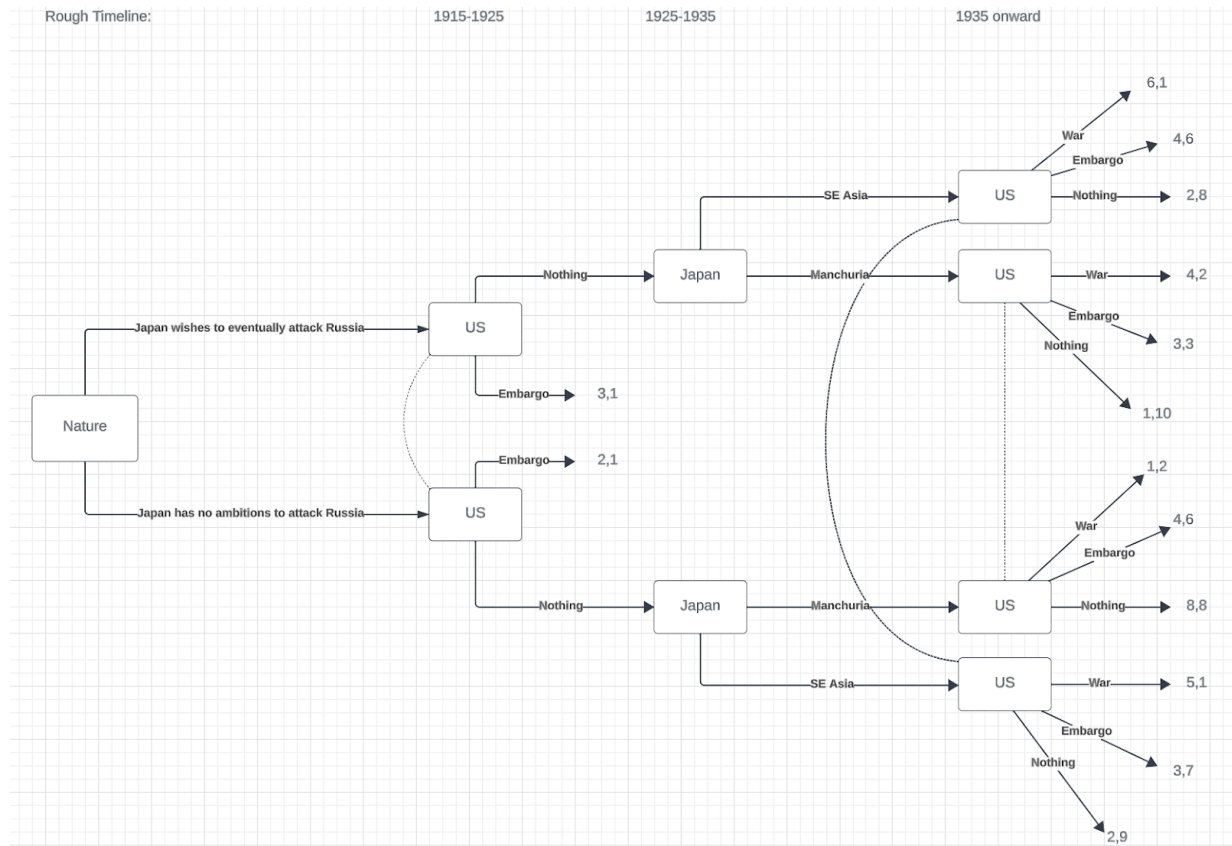 Rough Timeline: 1915-1925 1925-1935 1935 onward
6,1
War
4,6
Embargo
US
SE Asia
Nothing
2,8
Nothing
Japan
Manchuria
US
War
4,2
Embargo
Japan wishes to eventually attack Russia
US
Nothing
3,3
Embargo
3,1
1,10
Nature
Embargo
2,1
1,2
Japan has no ambitions to attack Russia
US
War
4,6
Embargo
Nothing
Japan
Manchuria
US
Nothing
8,8
SE Asia
US
War
5,1
Embargo
Nothing
3,7
2,9